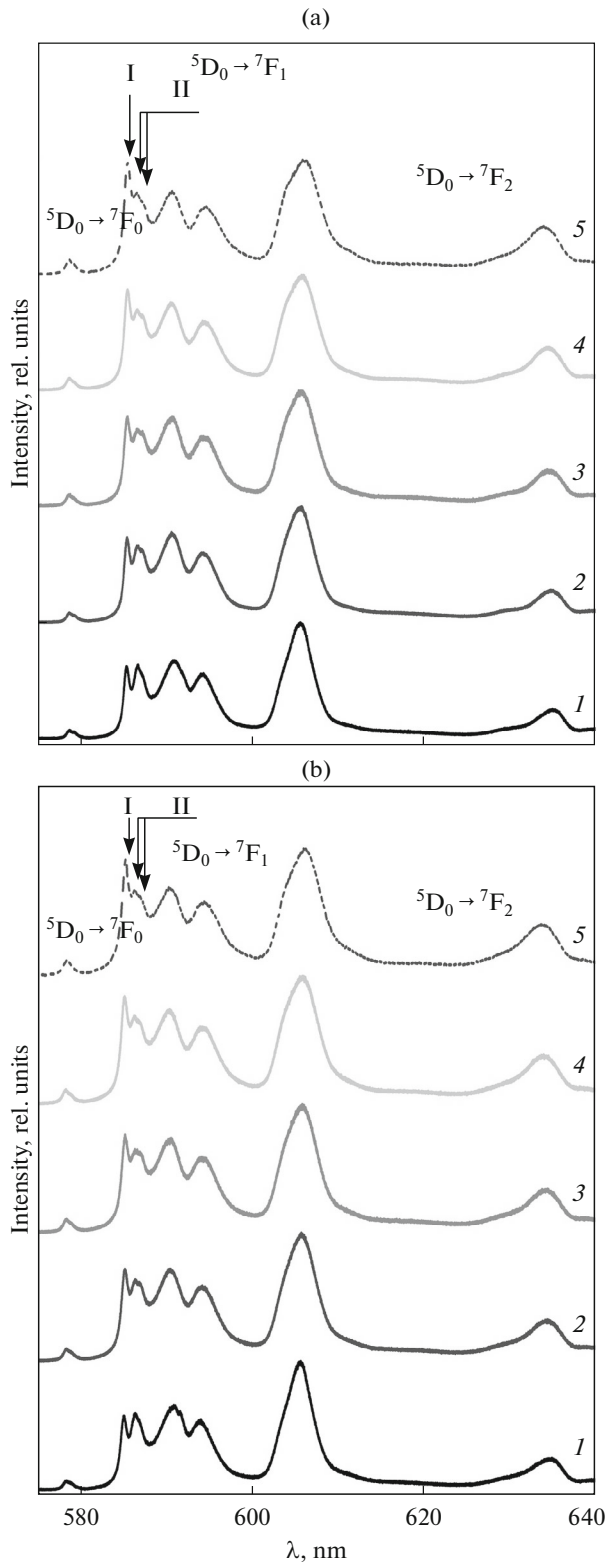 (a)
⁵D₀ → ⁷F₁
I
II
⁵D₀ → ⁷F₂
⁵D₀ → ⁷F₀
5
4
3
2
1
Intensity, rel. units
(b)
I
II
⁵D₀ → ⁷F₁
⁵D₀ → ⁷F₂
⁵D₀ → ⁷F₀
5
4
3
2
1
Intensity, rel. units
580
600
620
640
λ, nm